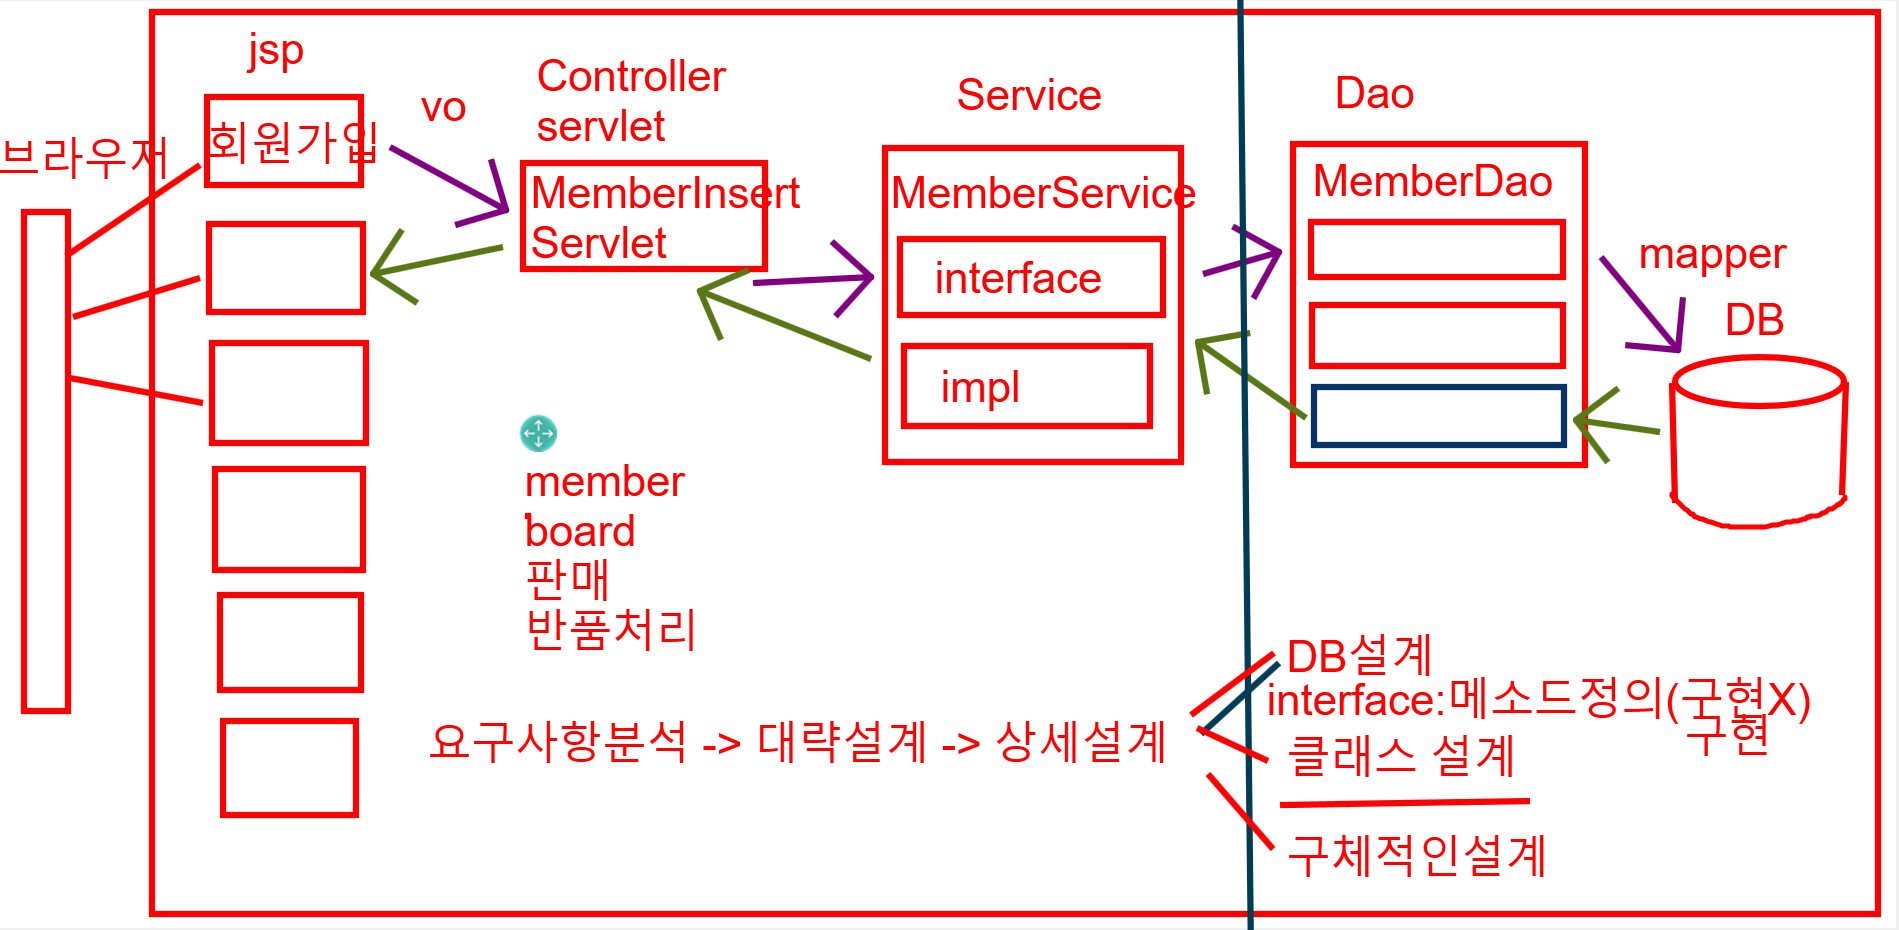 jsp
회원가입
브라우저
vo
Controller
servlet
MemberInsert
Servlet
Service
MemberService
interface
impl
Dao
MemberDao
mapper
DB
member
board
판매
반품처리
요구사항분석 -> 대략설계 -> 상세설계
DB설계
interface:메소드정의(구현X)
구현
클래스 설계
구체적인설계